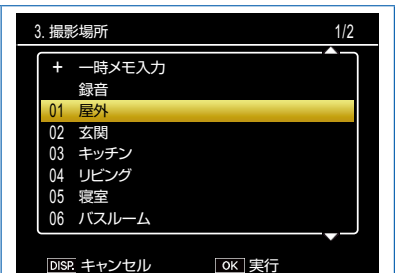 3. 撮影場所 1/2
+ 一時メモ入力
録音
01 屋外
02 玄関
03 キッチン
04 リビング
05 寝室
06 バスルーム
DISP. キャンセル OK 実行